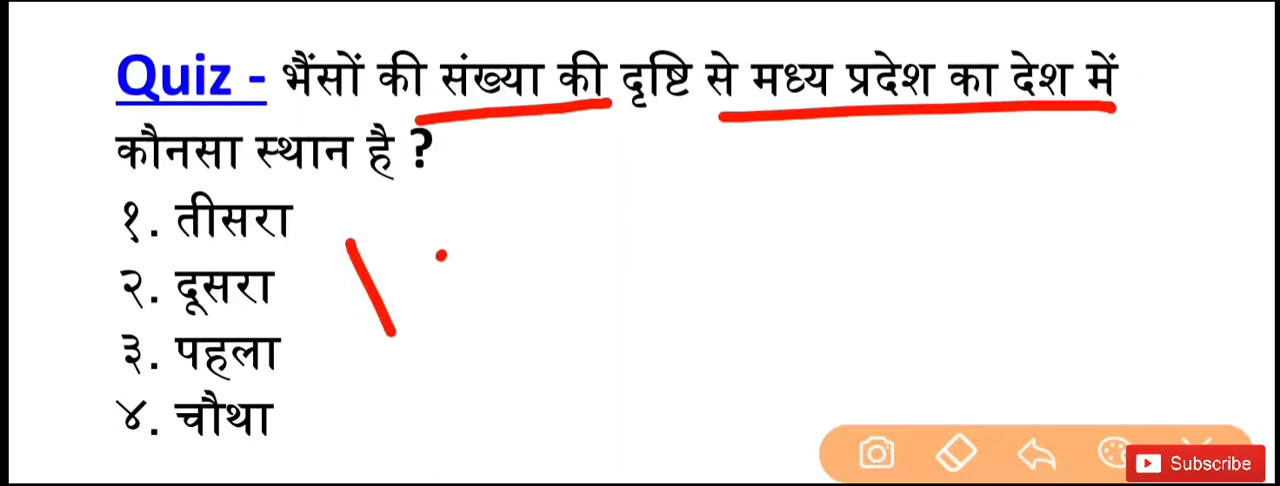 Quiz - भैंसों की संख्या की दृष्टि से मध्य प्रदेश का देश में
कौनसा स्थान है ?
१. तीसरा
२. दूसरा
३. पहला
४. चौथा
Subscribe